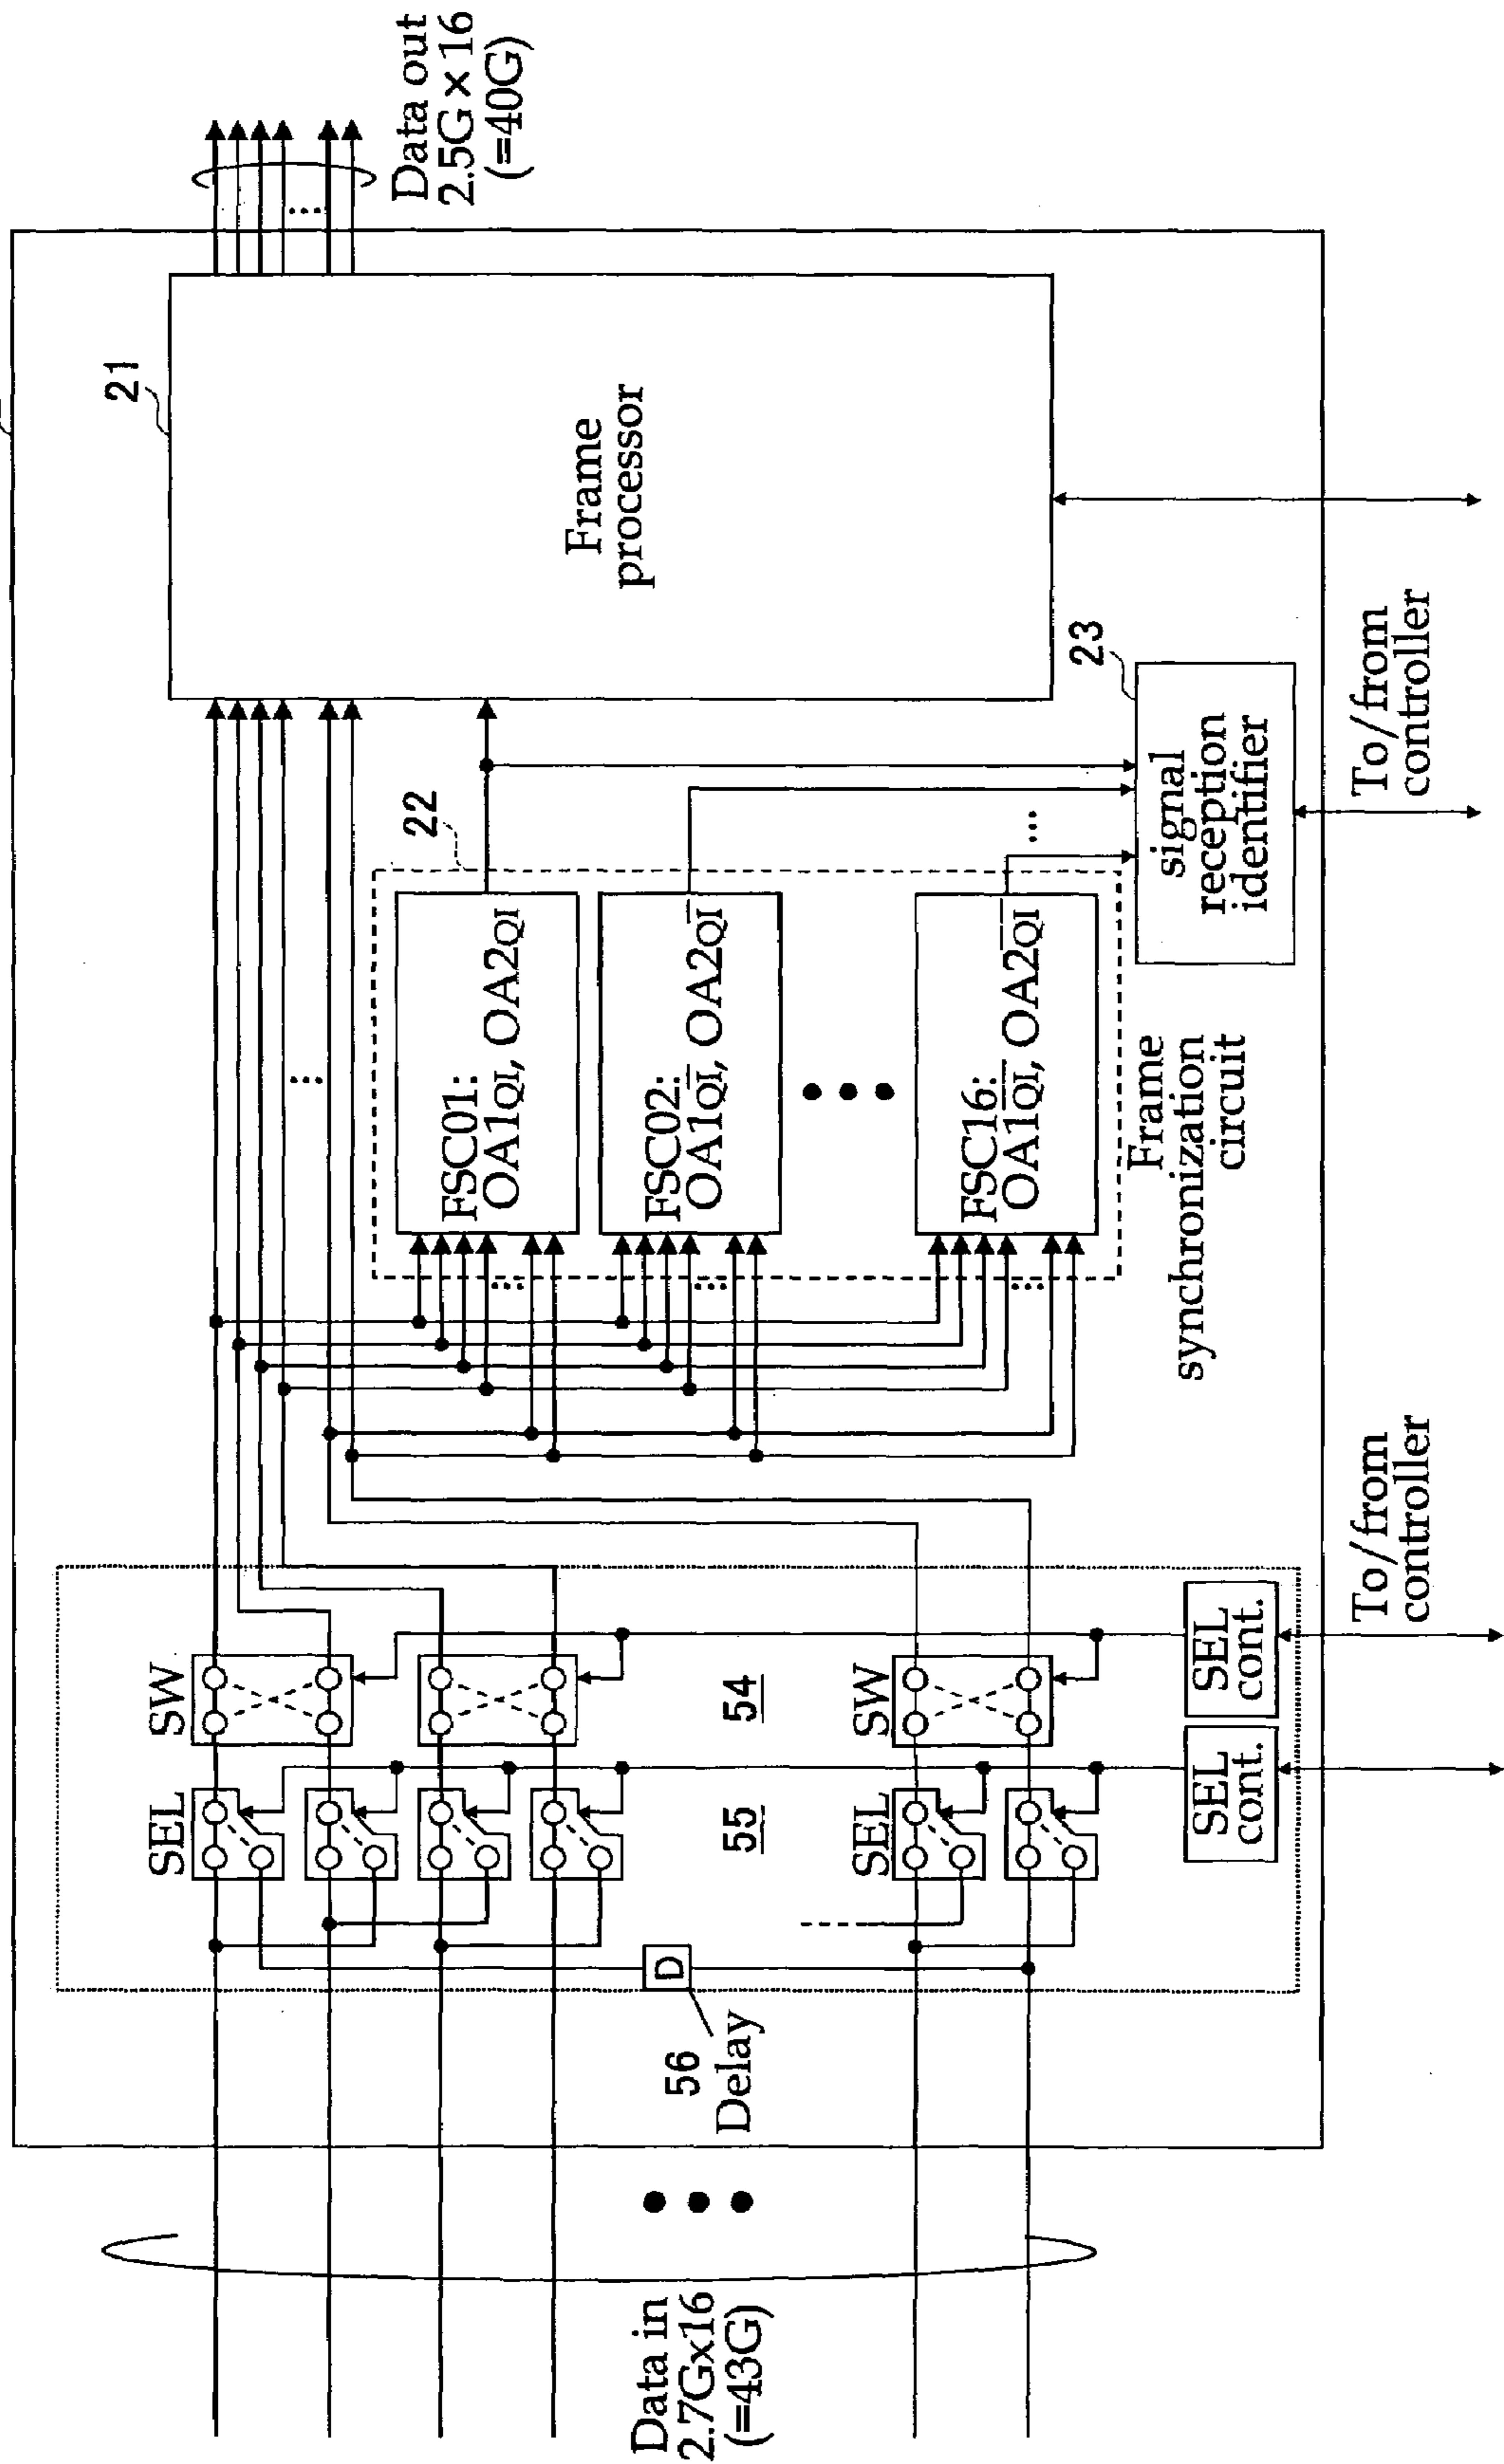 Data in
2.7Gx16
(=43G)
56
Delay
D
SEL
55
SEL
SEL
cont.
SW
54
SW
SEL
cont.
To/from
controller
FSC01:
OA1QI, OA2QI
FSC02:
OA1QI̅, OA2QI̅
FSC16:
OA1Q̅I̅, OA2Q̅I̅
22
Frame
synchronization
circuit
23
signal
reception
identifier
To/from
controller
21
Frame
processor
Data out
2.5G × 16
(=40G)